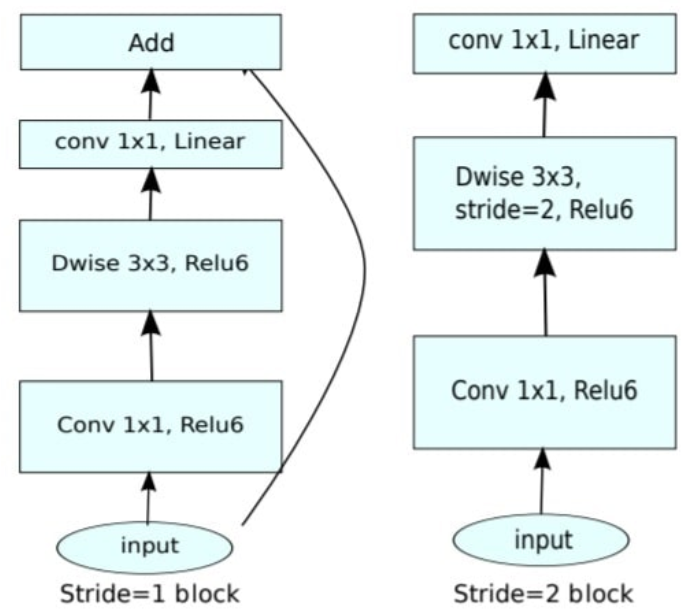 Add
conv 1x1, Linear
Dwise 3x3, Relu6
Conv 1x1, Relu6
input
Stride=1 block
conv 1x1, Linear
Dwise 3x3,
stride=2, Relu6
Conv 1x1, Relu6
input
Stride=2 block